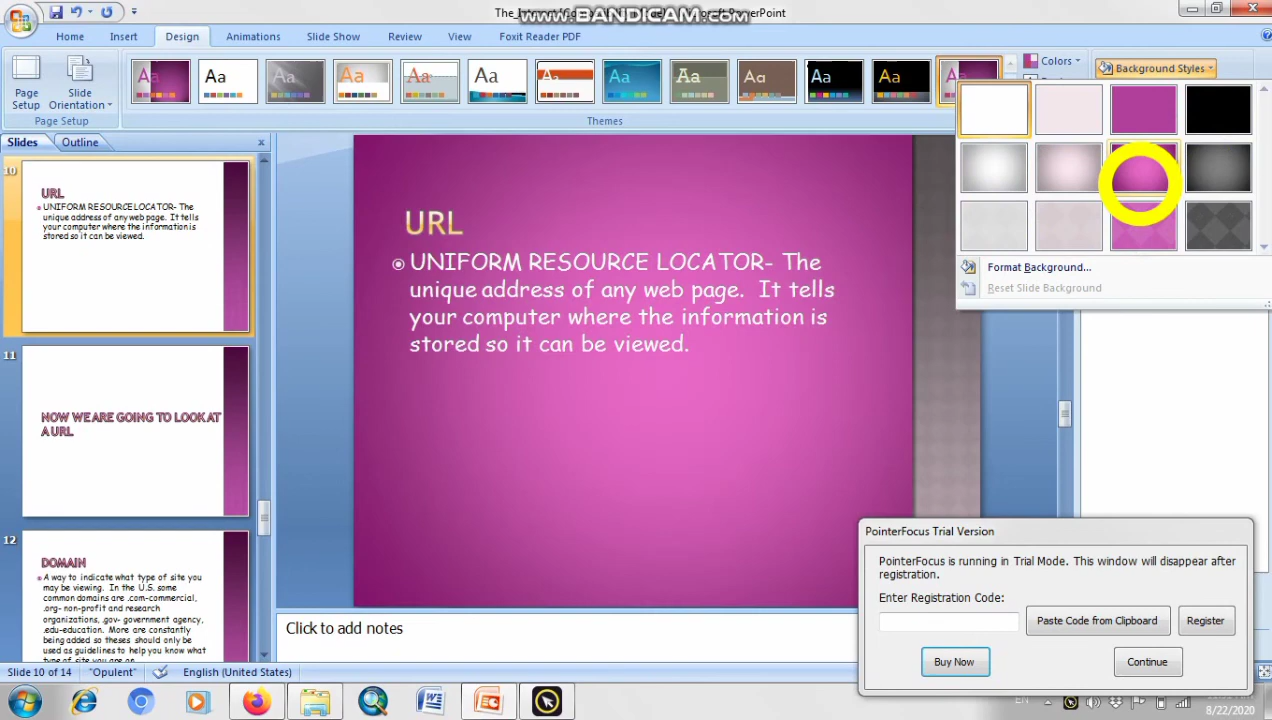 www.BANDICAM.com
PowerPoint
Home Insert Design Animations Slide Show Review View Foxit Reader PDF
Page Setup
Slide Orientation
Page Setup
Aa Aa Aa Aa Aa Aa Aa Aa Aa Aa Aa Aa Aa
Themes
Colors
Background Styles
Format Background...
Reset Slide Background
Slides Outline
10
URL
UNIFORM RESOURCE LOCATOR- The
unique address of any web page. It tells
your computer where the information is
stored so it can be viewed.
11
NOW WE ARE GOING TO LOOK AT
A URL
12
DOMAIN
A way to indicate what type of site you
may be viewing. In the U.S. some
common domains are .com-commercial,
.org- non-profit and research
organizations, .gov- government agency,
.edu-education. More are constantly
being added so theses should only be
used as guidelines to help you know what
type of site you are on.
URL
UNIFORM RESOURCE LOCATOR- The
unique address of any web page. It tells
your computer where the information is
stored so it can be viewed.
Click to add notes
PointerFocus Trial Version
PointerFocus is running in Trial Mode. This window will disappear after
registration.
Enter Registration Code:
Paste Code from Clipboard Register
Buy Now Continue
Slide 10 of 14 "Opulent" English (United States)
EN
8/22/2020